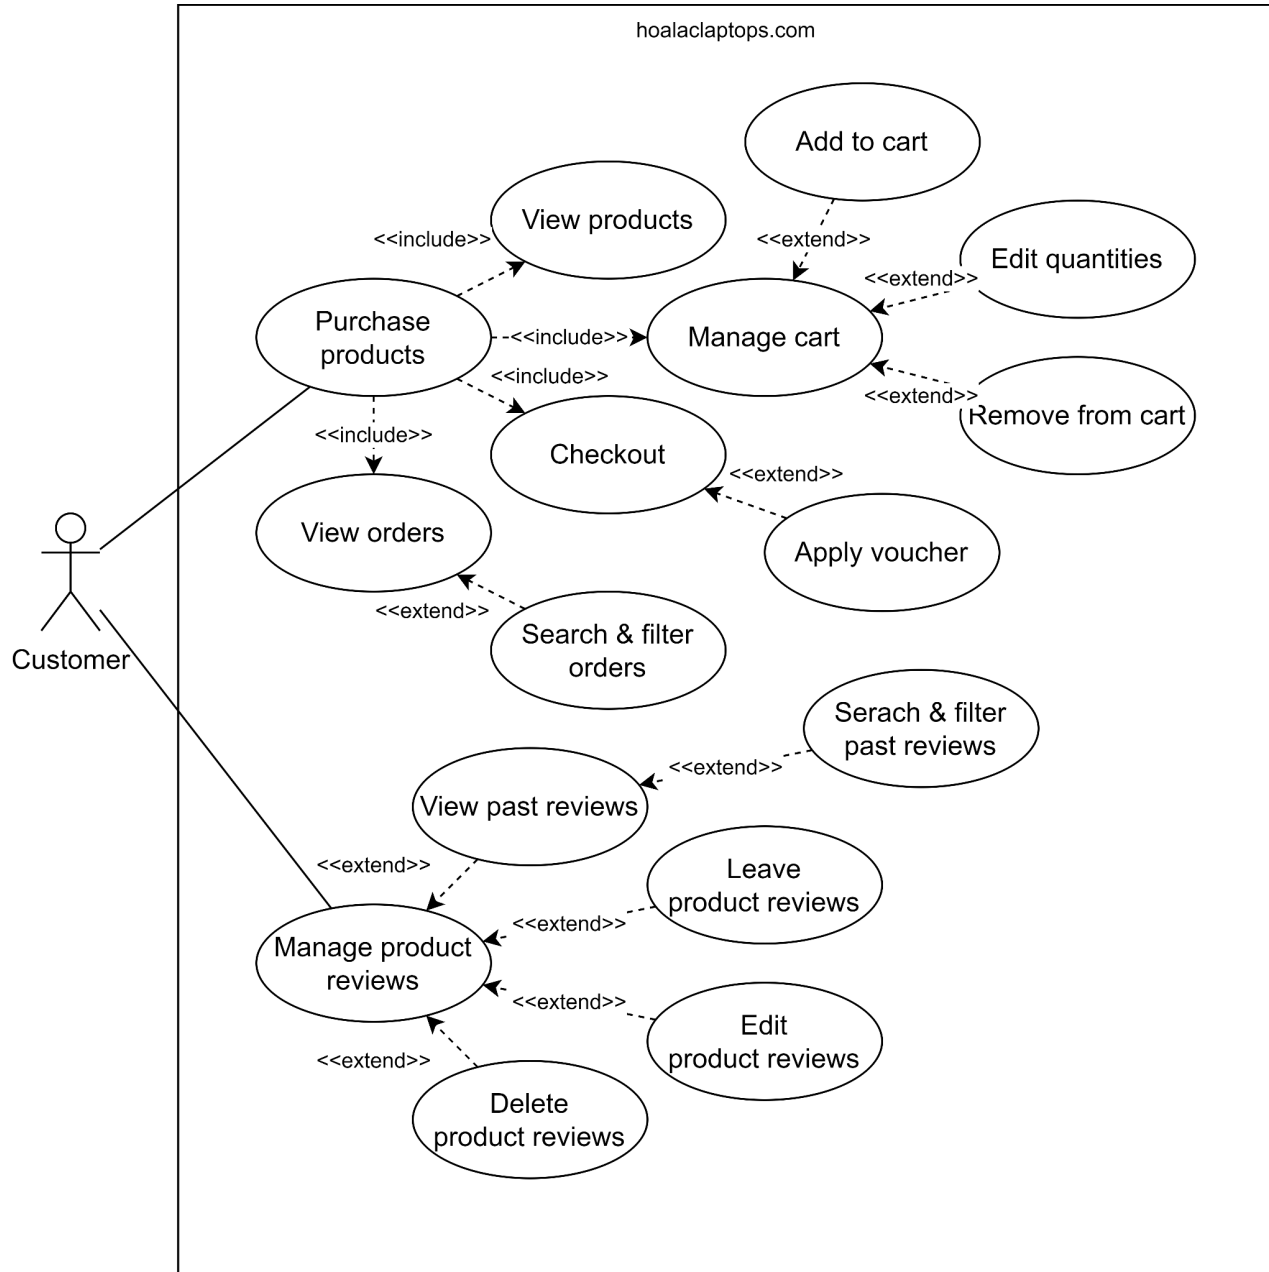 hoalaclaptops.com
Add to cart
View products
<<include>>
<<extend>>
Edit quantities
<<extend>>
Purchase
products
<<include>>
Manage cart
<<include>>
<<extend>>
Remove from cart
<<include>>
Checkout
<<extend>>
View orders
Apply voucher
<<extend>>
Search & filter
orders
Customer
Serach & filter
past reviews
<<extend>>
View past reviews
<<extend>>
Leave
product reviews
<<extend>>
Manage product
reviews
<<extend>>
Edit
product reviews
<<extend>>
Delete
product reviews